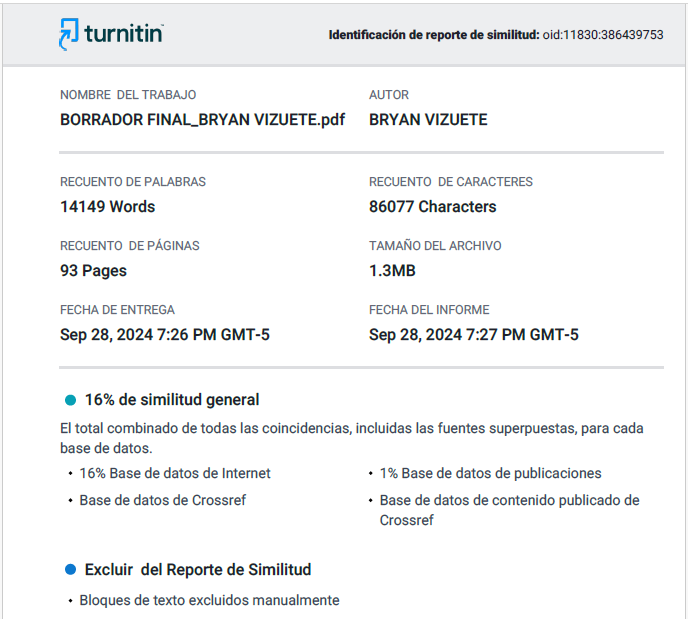 turnitin
Identificación de reporte de similitud: oid:11830:386439753
NOMBRE DEL TRABAJO
BORRADOR FINAL_BRYAN VIZUETE.pdf
AUTOR
BRYAN VIZUETE
RECUENTO DE PALABRAS
14149 Words
RECUENTO DE CARACTERES
86077 Characters
RECUENTO DE PÁGINAS
93 Pages
TAMAÑO DEL ARCHIVO
1.3MB
FECHA DE ENTREGA
Sep 28, 2024 7:26 PM GMT-5
FECHA DEL INFORME
Sep 28, 2024 7:27 PM GMT-5
16% de similitud general
El total combinado de todas las coincidencias, incluidas las fuentes superpuestas, para cada
base de datos.
• 16% Base de datos de Internet
• 1% Base de datos de publicaciones
• Base de datos de Crossref
• Base de datos de contenido publicado de
Crossref
Excluir del Reporte de Similitud
• Bloques de texto excluidos manualmente